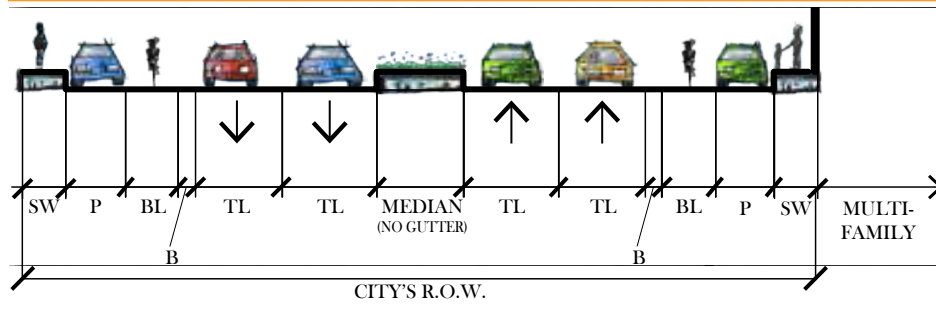 SW P BL TL TL MEDIAN TL TL BL P SW MULTI-
(NO GUTTER) FAMILY
B B
CITY'S R.O.W.